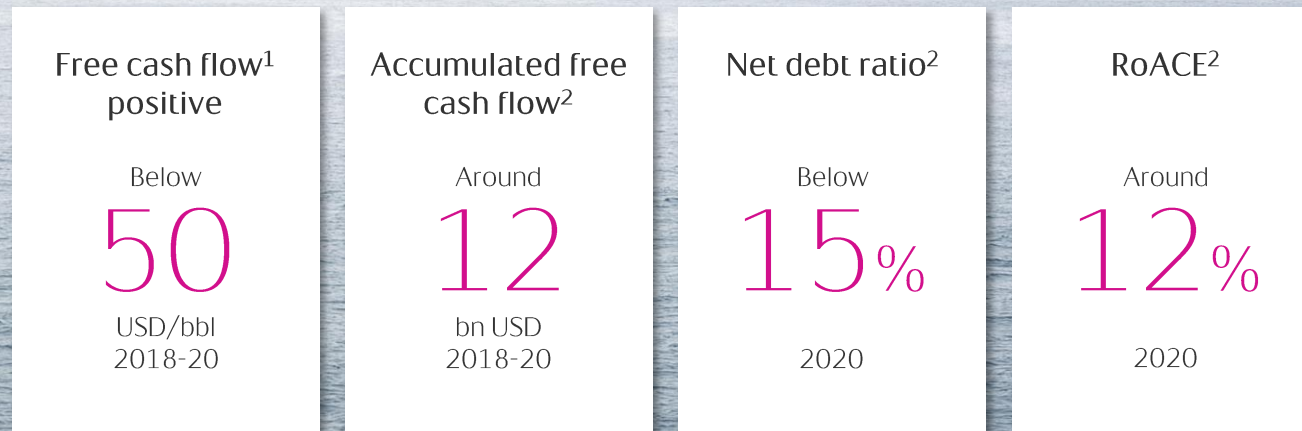 Free cash flow¹
positive
Below
50
USD/bbl
2018-20
Accumulated free
cash flow²
Around
12
bn USD
2018-20
Net debt ratio²
Below
15%
2020
RoACE²
Around
12%
2020